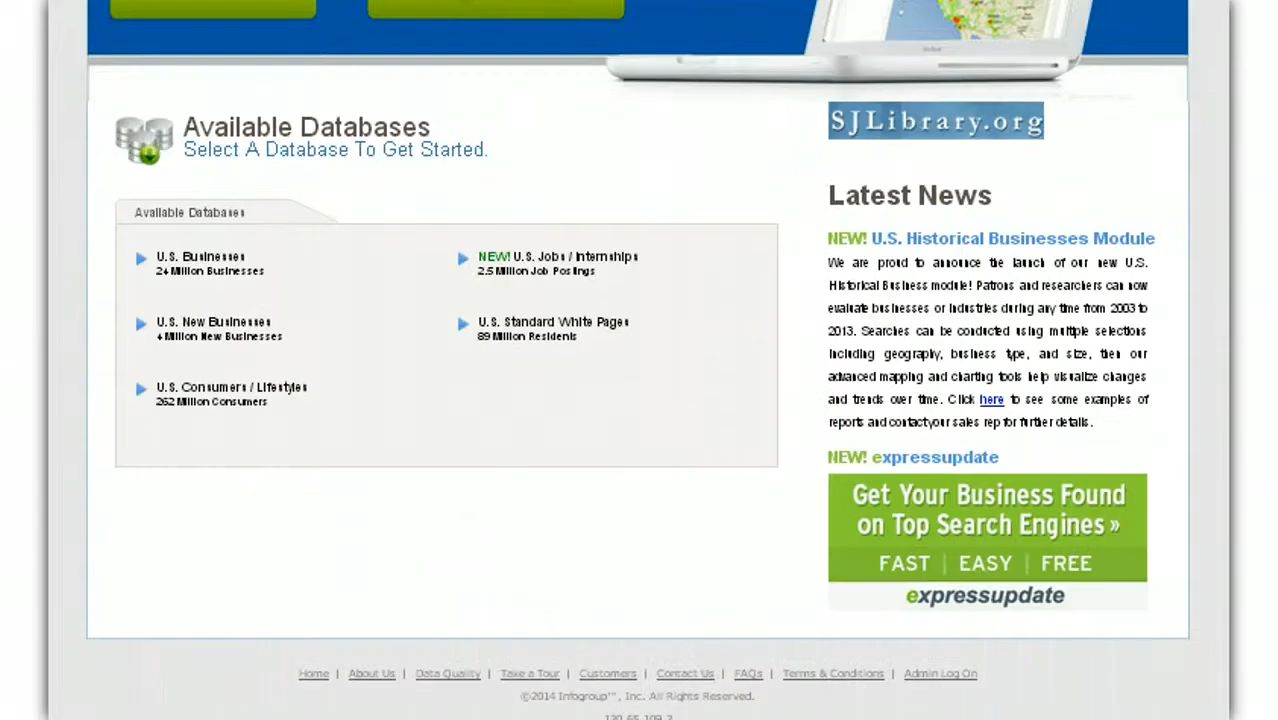 Available Databases
Select A Database To Get Started.
Available Databases
U.S. Businesses
24 Million Businesses
NEW! U.S. Jobs / Internships
2.5 Million Job Postings
U.S. New Businesses
4 Million New Businesses
U.S. Standard White Pages
89 Million Residents
U.S. Consumers / Lifestyles
262 Million Consumers
SJLibrary.org
Latest News
NEW! U.S. Historical Businesses Module
We are proud to announce the launch of our new U.S.
Historical Business module! Patrons and researchers can now
evaluate businesses or industries during any time from 2003 to
2013. Searches can be conducted using multiple selections
including geography, business type, and size, then our
advanced mapping and charting tools help visualize changes
and trends over time. Click here to see some examples of
reports and contact your sales rep for further details.
NEW! expressupdate
Get Your Business Found
on Top Search Engines »
FAST | EASY | FREE
expressupdate
Home | About Us | Data Quality | Take a Tour | Customers | Contact Us | FAQs | Terms & Conditions | Admin Log On
©2014 Infogroup™, Inc. All Rights Reserved.
130.65.109.2